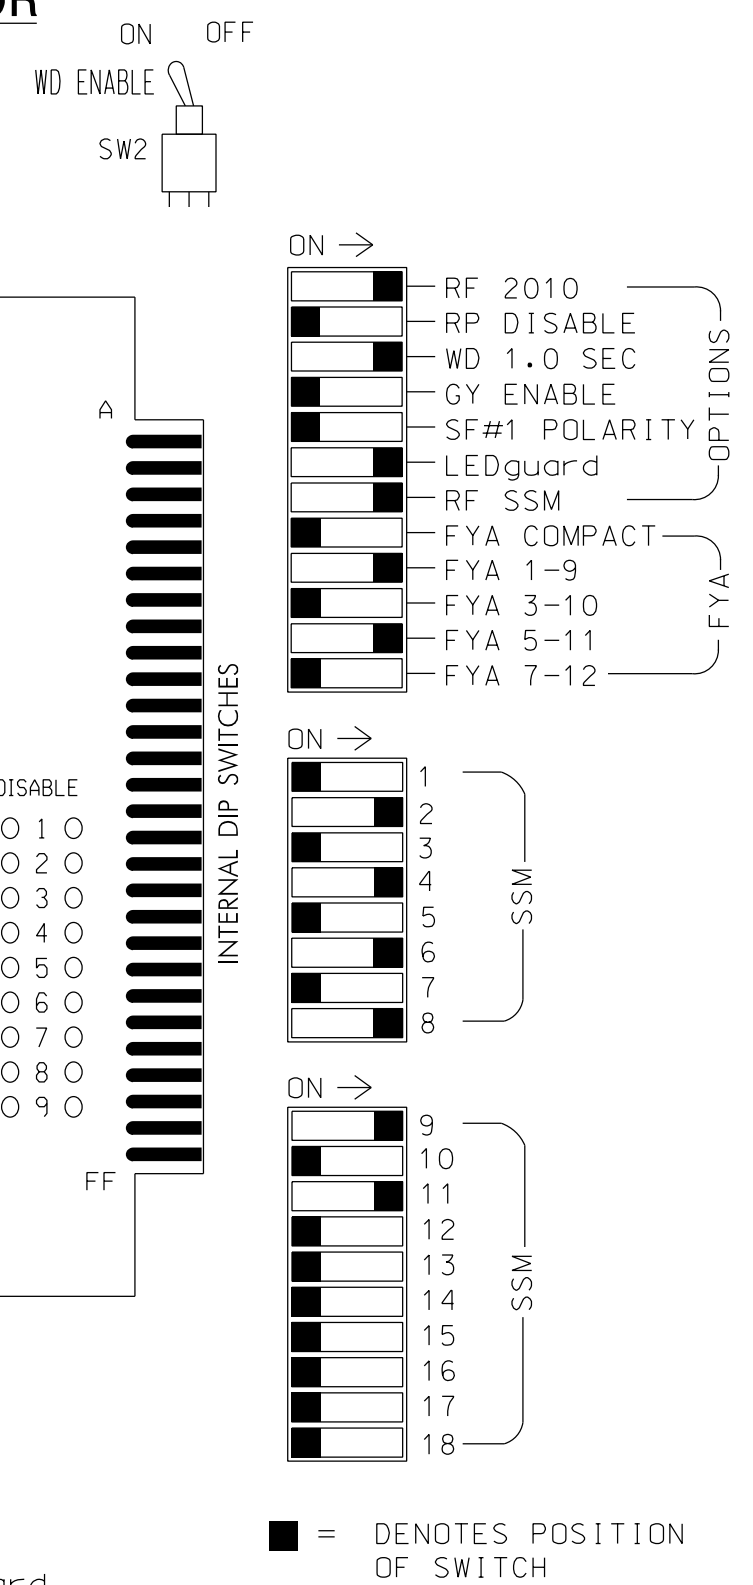 OR
ON OFF
WD ENABLE
SW2
ON
RF 2010
RP DISABLE
WD 1.0 SEC
GY ENABLE
SF#1 POLARITY
LEDguard
RF SSM
OPTIONS
FYA COMPACT
FYA 1-9
FYA 3-10
FYA 5-11
FYA 7-12
FYA
A
FF
INTERNAL DIP SWITCHES
DISABLE
1
2
3
4
5
6
7
8
9
ON
1
2
3
4
5
6
7
8
SSM
ON
9
10
11
12
13
14
15
16
17
18
SSM
= DENOTES POSITION
OF SWITCH